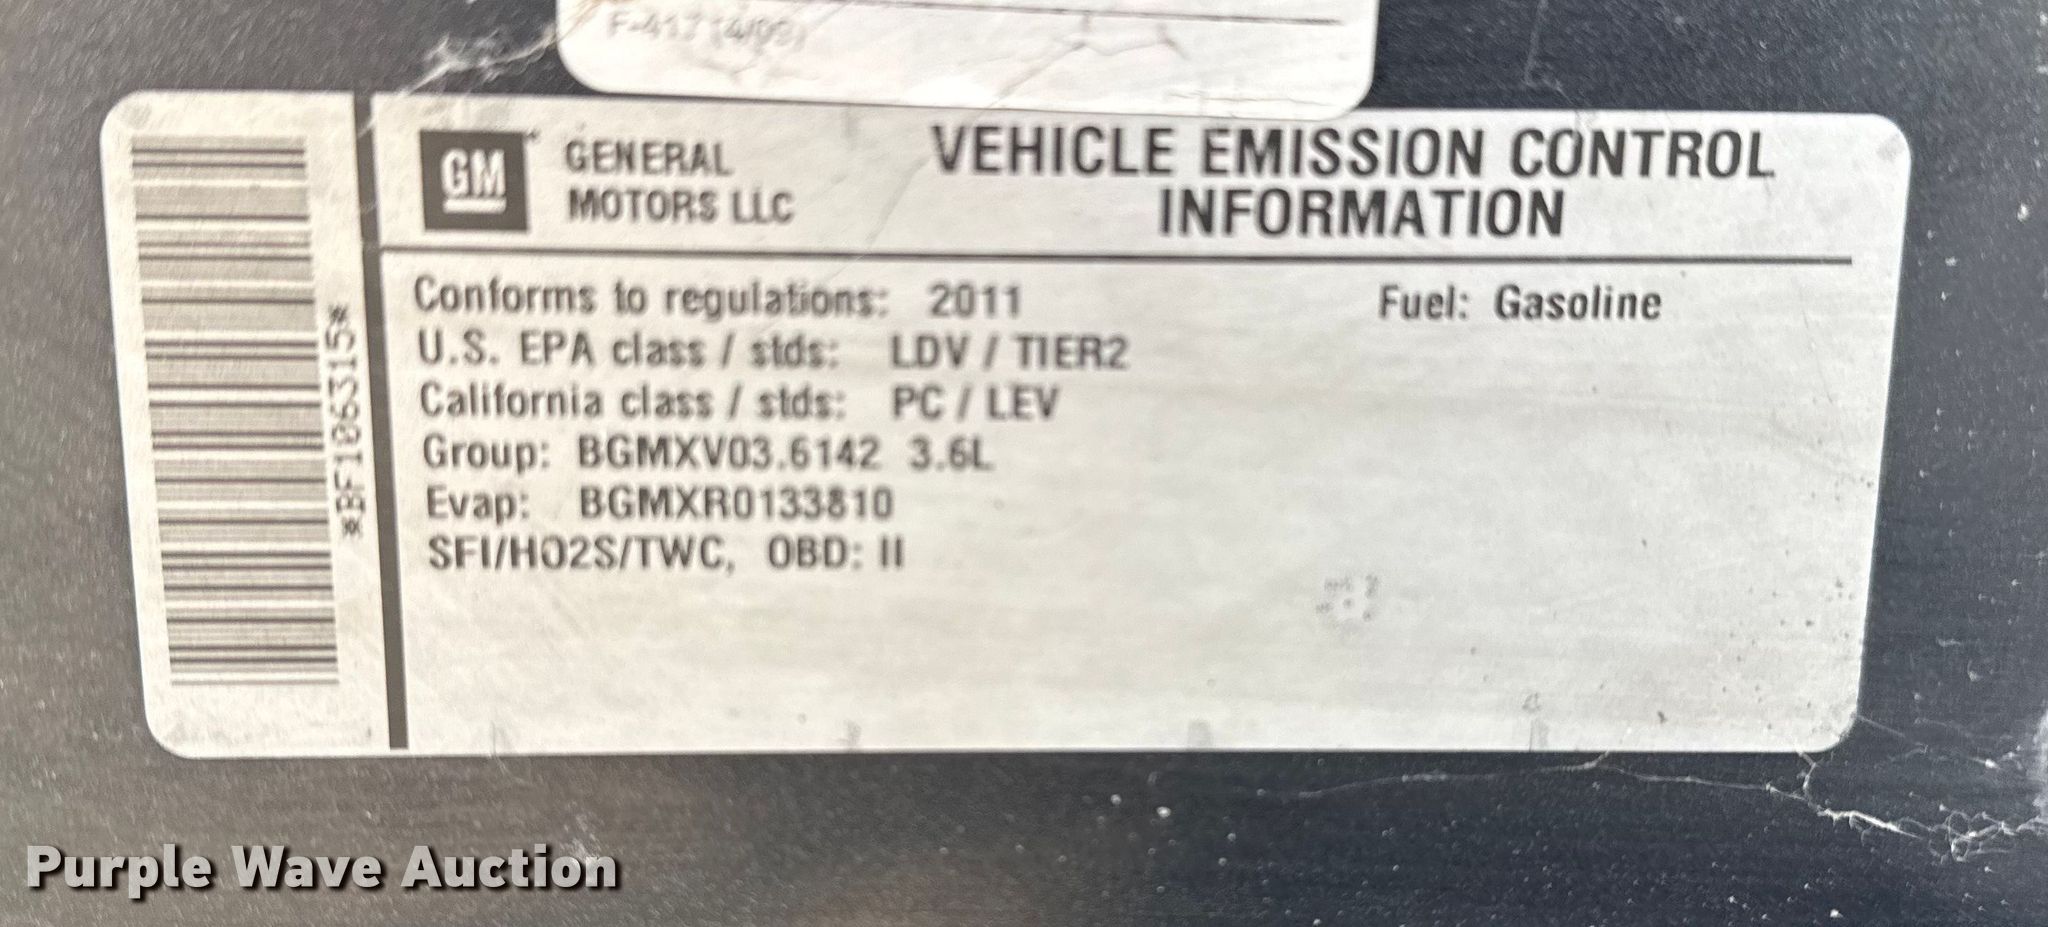 F-417 (4/09)
GM
GENERAL
MOTORS LLC
VEHICLE EMISSION CONTROL
INFORMATION
Conforms to regulations: 2011 Fuel: Gasoline
U.S. EPA class / stds: LDV / TIER2
California class / stds: PC / LEV
Group: BGMXV03.6142 3.6L
Evap: BGMXR0133810
SFI/HO2S/TWC, OBD: II
*BF106315*
Purple Wave Auction